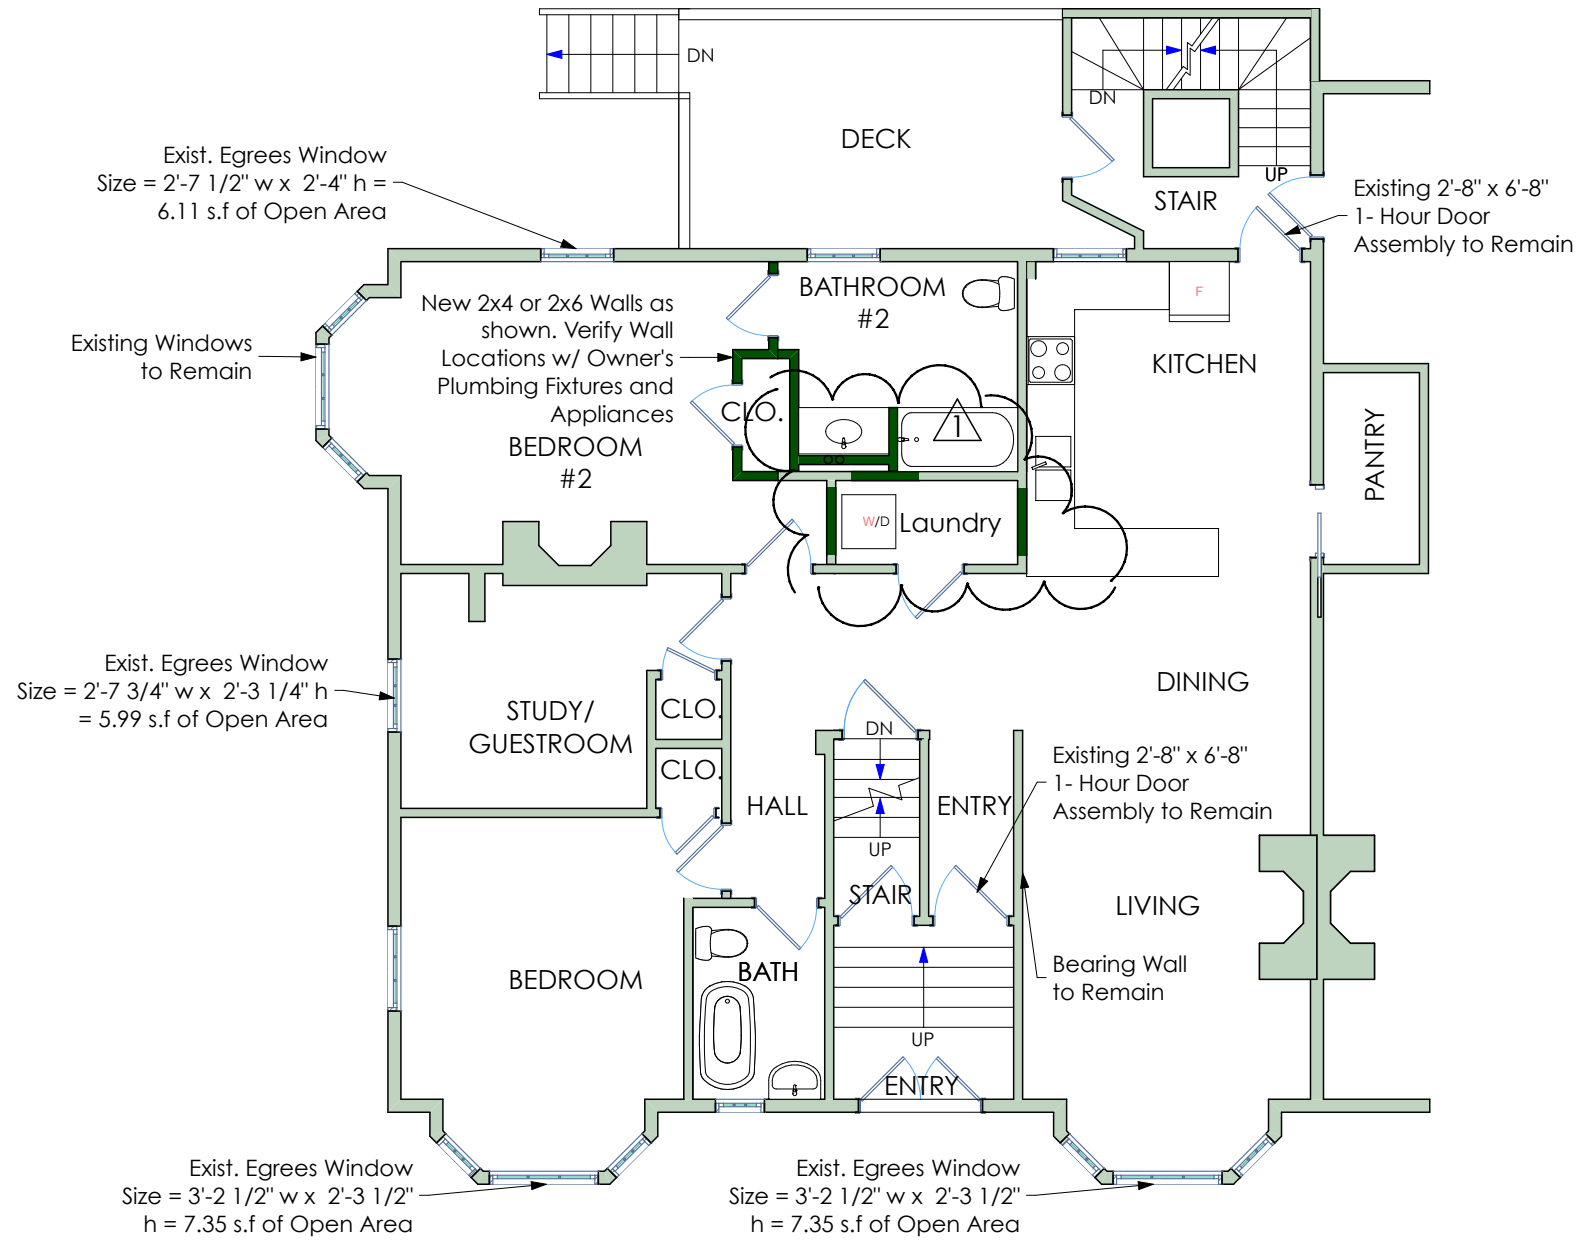 DN
DECK
DN
UP
STAIR
Exist. Egrees Window
Size = 2'-7 1/2" w x 2'-4" h =
6.11 s.f of Open Area
Existing 2'-8" x 6'-8"
1- Hour Door
Assembly to Remain
BATHROOM
#2
F
New 2x4 or 2x6 Walls as
shown. Verify Wall
Locations w/ Owner's
Plumbing Fixtures and
Appliances
Existing Windows
to Remain
KITCHEN
CLO.
1
BEDROOM
#2
PANTRY
W/D
Laundry
Exist. Egrees Window
Size = 2'-7 3/4" w x 2'-3 1/4" h
= 5.99 s.f of Open Area
STUDY/
GUESTROOM
CLO.
CLO.
DINING
DN
HALL
ENTRY
UP
STAIR
Existing 2'-8" x 6'-8"
1- Hour Door
Assembly to Remain
LIVING
BEDROOM
BATH
Bearing Wall
to Remain
UP
ENTRY
Exist. Egrees Window
Size = 3'-2 1/2" w x 2'-3 1/2"
h = 7.35 s.f of Open Area
Exist. Egrees Window
Size = 3'-2 1/2" w x 2'-3 1/2"
h = 7.35 s.f of Open Area